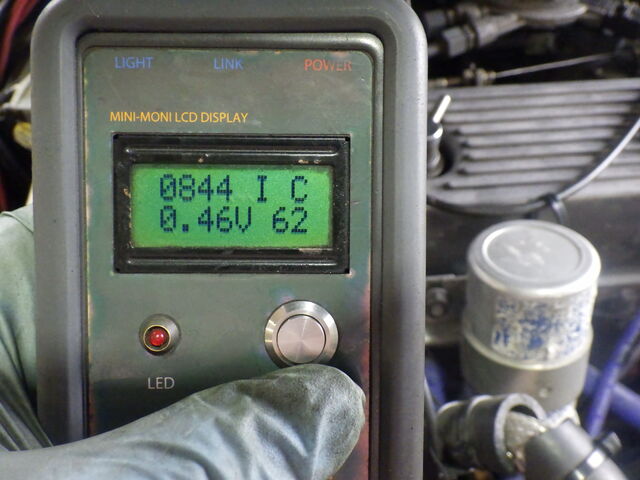 LIGHT LINK POWER
MINI-MONI LCD DISPLAY
0844 I C
0.46V 62
LED